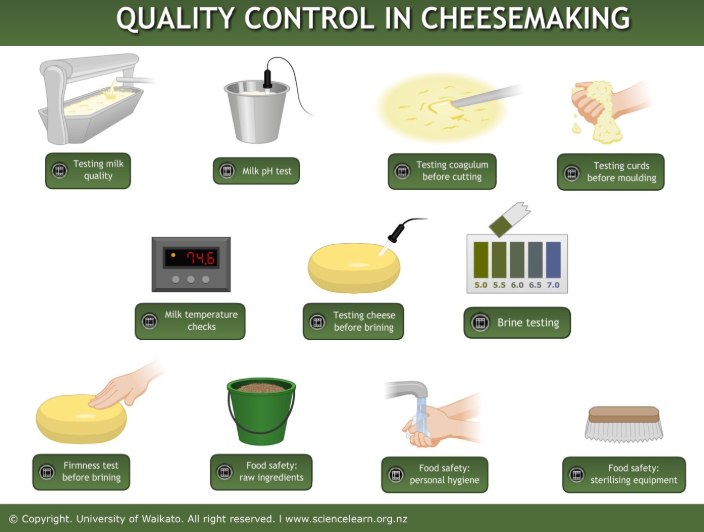 QUALITY CONTROL IN CHEESEMAKING
Testing milk
quality
Milk pH test
Testing coagulum
before cutting
Testing curds
before moulding
74.6
Milk temperature
checks
Testing cheese
before brining
5.0 5.5 6.0 6.5 7.0
Brine testing
Firmness test
before brining
Food safety:
raw ingredients
Food safety:
personal hygiene
Food safety:
sterilising equipment
© Copyright. University of Waikato. All right reserved. I www.sciencelearn.org.nz